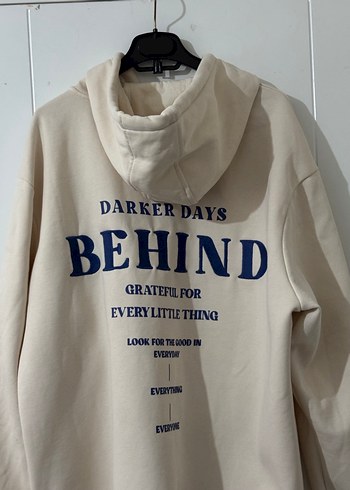 DARKER DAYS
BEHIND
GRATEFUL FOR
EVERY LITTLE THING
LOOK FOR THE GOOD IN
EVERYDAY
EVERYTHING
EVERYONE